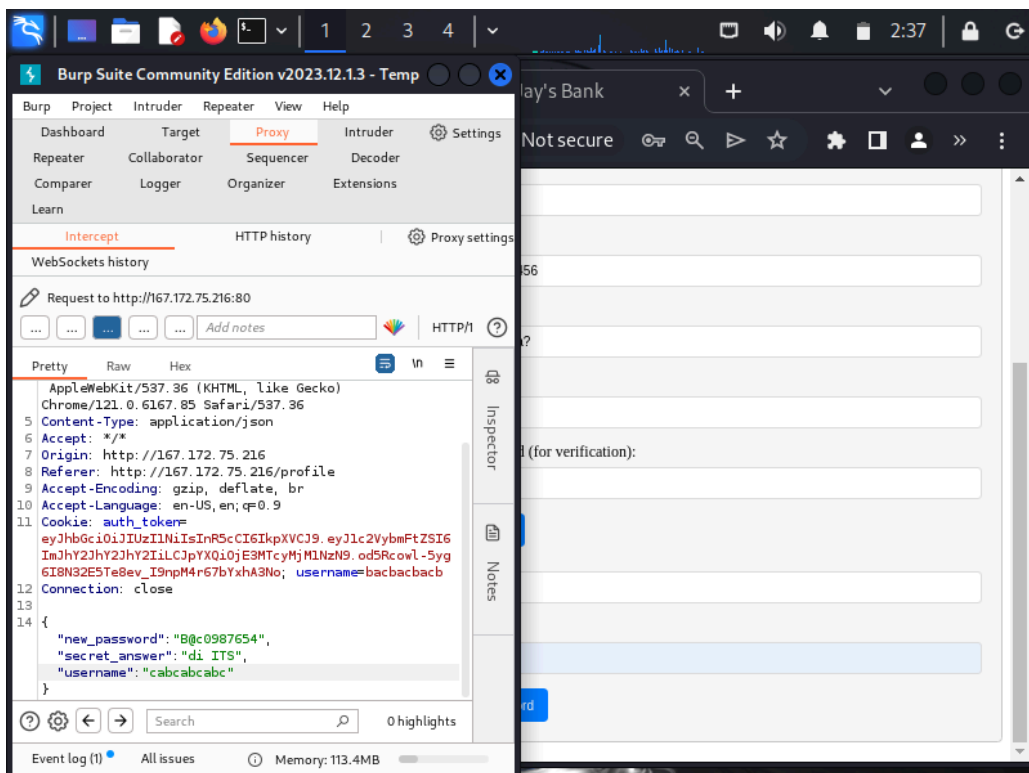 1 2 3 4 2:37
Burp Suite Community Edition v2023.12.1.3 - Temp
Burp Project Intruder Repeater View Help
Dashboard Target Proxy Intruder Settings
Repeater Collaborator Sequencer Decoder
Comparer Logger Organizer Extensions
Learn
Intercept HTTP history Proxy settings
WebSockets history
Request to http://167.172.75.216:80
... ... ... ... ... Add notes HTTP/1 ?
Pretty Raw Hex \n
AppleWebKit/537.36 (KHTML, like Gecko)
Chrome/121.0.6167.85 Safari/537.36
5 Content-Type: application/json
6 Accept: */*
7 Origin: http://167.172.75.216
8 Referer: http://167.172.75.216/profile
9 Accept-Encoding: gzip, deflate, br
10 Accept-Language: en-US,en;q=0.9
11 Cookie: auth_token=
eyJhbGciOiJIUzI1NiIsInR5cCI6IkpXVCJ9.eyJ1c2VybmFtZSI6
ImJhY2JhY2JhY2IiLCJpYXQiOjE3MTcyMjM1NzN9.od5Rcowl-5yg
6I8N32E5Te8ev_I9npM4r67bYxhA3No; username=bacbacbacb
12 Connection: close
13
14 {
"new_password":"B@c0987654",
"secret_answer":"di ITS",
"username":"cabcabcabc"
}
Inspector
Notes
? Search 0 highlights
Event log (1) All issues Memory: 113.4MB
ay's Bank
Not secure
456
a?
d (for verification):
rd